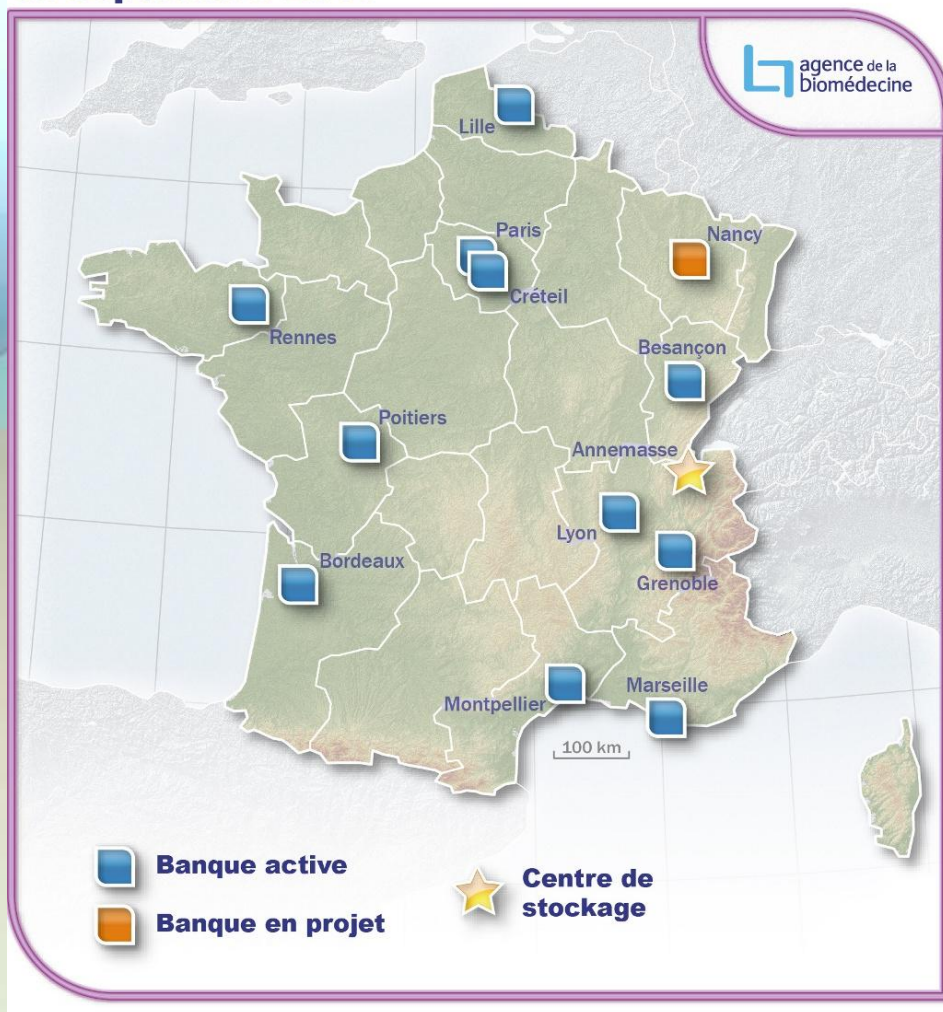 agence de la
biomédecine
Lille
Paris
Nancy
Créteil
Rennes
Besançon
Poitiers
Annemasse
Lyon
Bordeaux
Grenoble
Marseille
Montpellier
100 km
Banque active
Centre de
stockage
Banque en projet